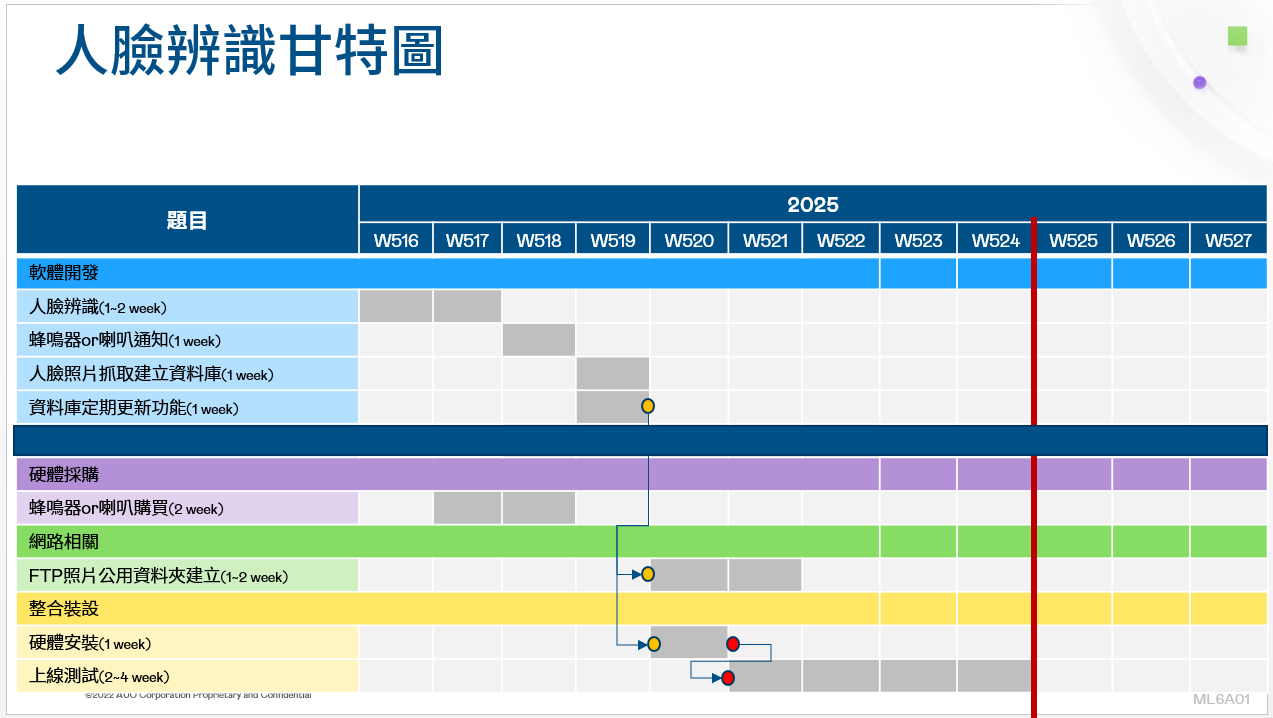 人臉辨識甘特圖
題目
2025
W516 W517 W518 W519 W520 W521 W522 W523 W524 W525 W526 W527
軟體開發
人臉辨識(1~2 week)
蜂鳴器or喇叭通知(1 week)
人臉照片抓取建立資料庫(1 week)
資料庫定期更新功能(1 week)
硬體採購
蜂鳴器or喇叭購買(2 week)
網路相關
FTP照片公用資料夾建立(1~2 week)
整合裝設
硬體安裝(1 week)
上線測試(2~4 week)
©2022 AUO Corporation Proprietary and Confidential
ML6A01